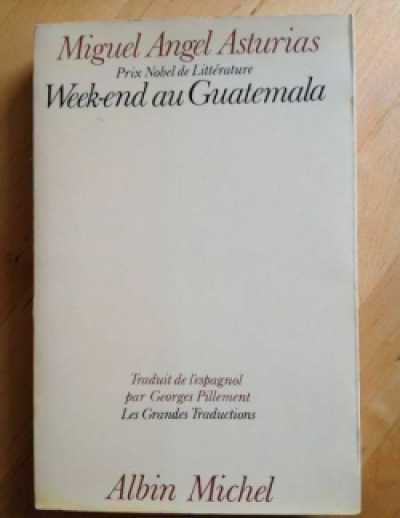 Miguel Angel Asturias
Prix Nobel de Littérature
Week-end au Guatemala
Traduit de l'espagnol
par Georges Pillement
Les Grandes Traductions
Albin Michel